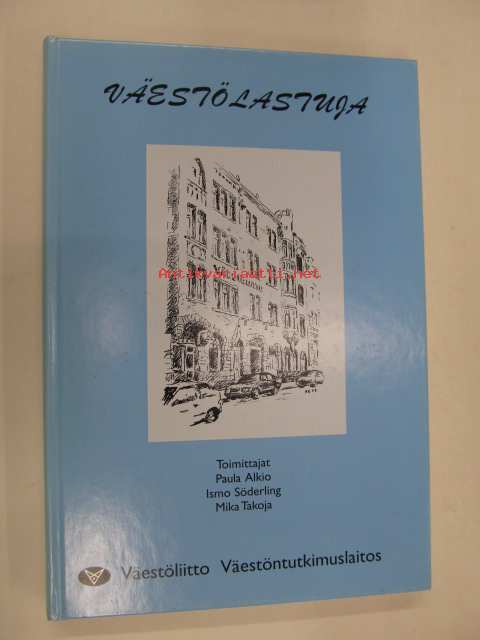 VÄESTÖLASTUJA
Antikvariaatti.net
Toimittajat
Paula Alkio
Ismo Söderling
Mika Takoja
Väestöliitto Väestöntutkimuslaitos